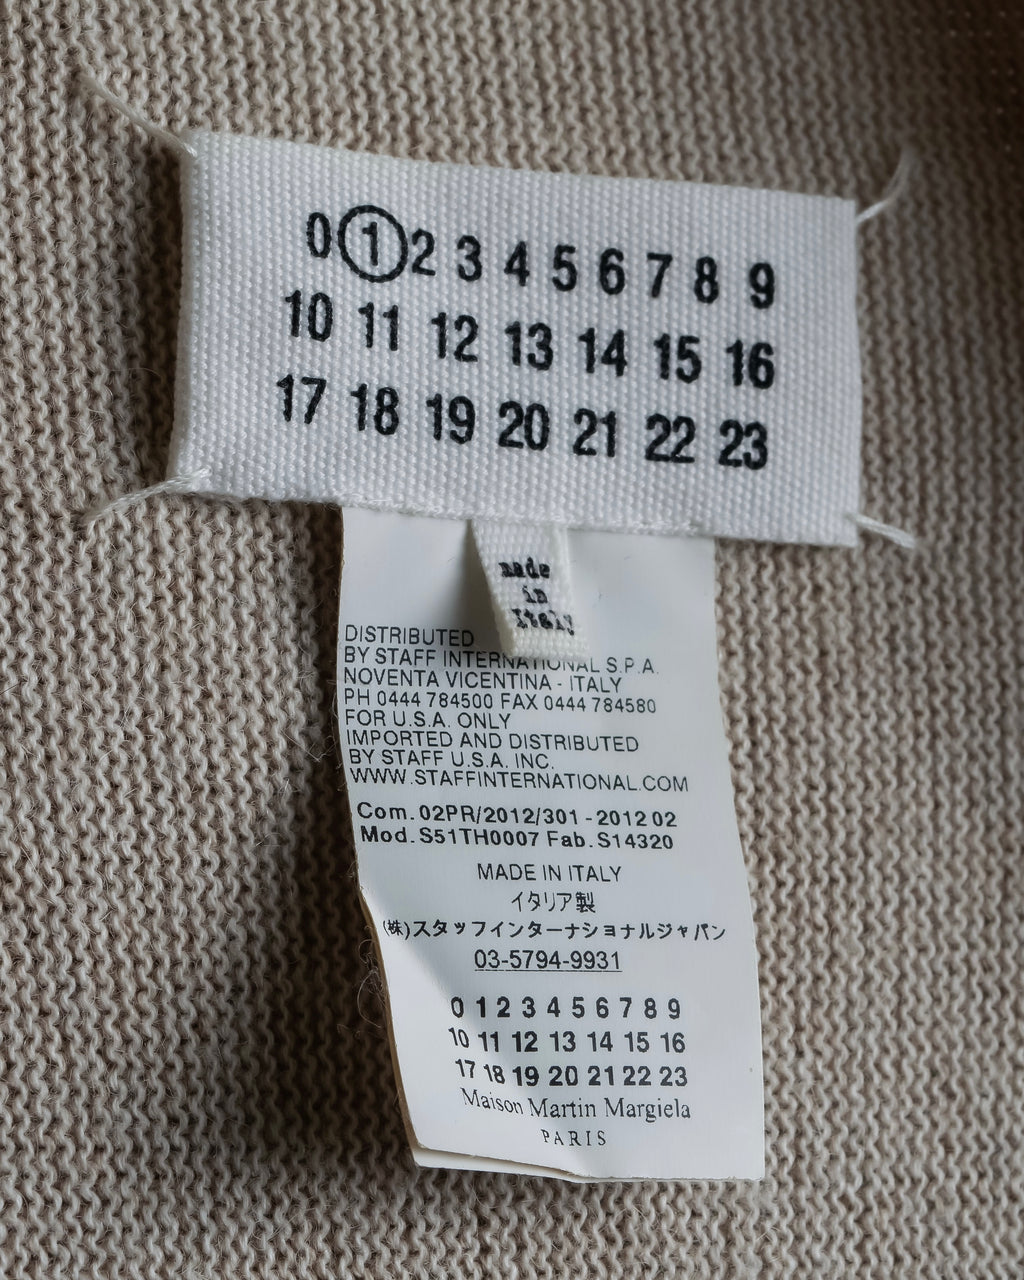 0 1 2 3 4 5 6 7 8 9
10 11 12 13 14 15 16
17 18 19 20 21 22 23
made
in
Italy
DISTRIBUTED
BY STAFF INTERNATIONAL S.P.A.
NOVENTA VICENTINA - ITALY
PH 0444 784500 FAX 0444 784580
FOR U.S.A. ONLY
IMPORTED AND DISTRIBUTED
BY STAFF U.S.A. INC.
WWW.STAFFINTERNATIONAL.COM
Com. 02PR/2012/301 - 2012 02
Mod. S51TH0007 Fab. S14320
MADE IN ITALY
イタリア製
(株)スタッフインターナショナルジャパン
03-5794-9931
0 1 2 3 4 5 6 7 8 9
10 11 12 13 14 15 16
17 18 19 20 21 22 23
Maison Martin Margiela
PARIS